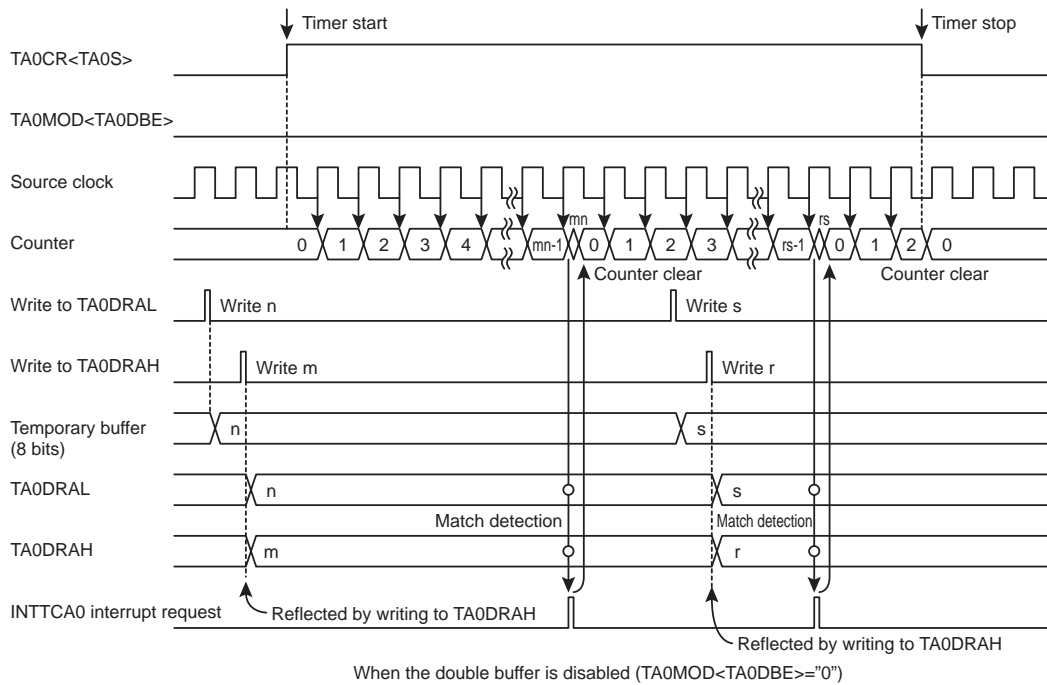 Timer start
Timer stop
TA0CR<TA0S>
TA0MOD<TA0DBE>
Source clock
Counter
0 1 2 3 4 mn-1 mn 0 1 2 3 rs-1 rs 0 1 2 0
Counter clear
Counter clear
Write to TA0DRAL
Write n
Write s
Write to TA0DRAH
Write m
Write r
Temporary buffer
(8 bits)
n
s
TA0DRAL
n
s
Match detection
Match detection
TA0DRAH
m
r
INTTCA0 interrupt request
Reflected by writing to TA0DRAH
Reflected by writing to TA0DRAH
When the double buffer is disabled (TA0MOD<TA0DBE>=”0”)